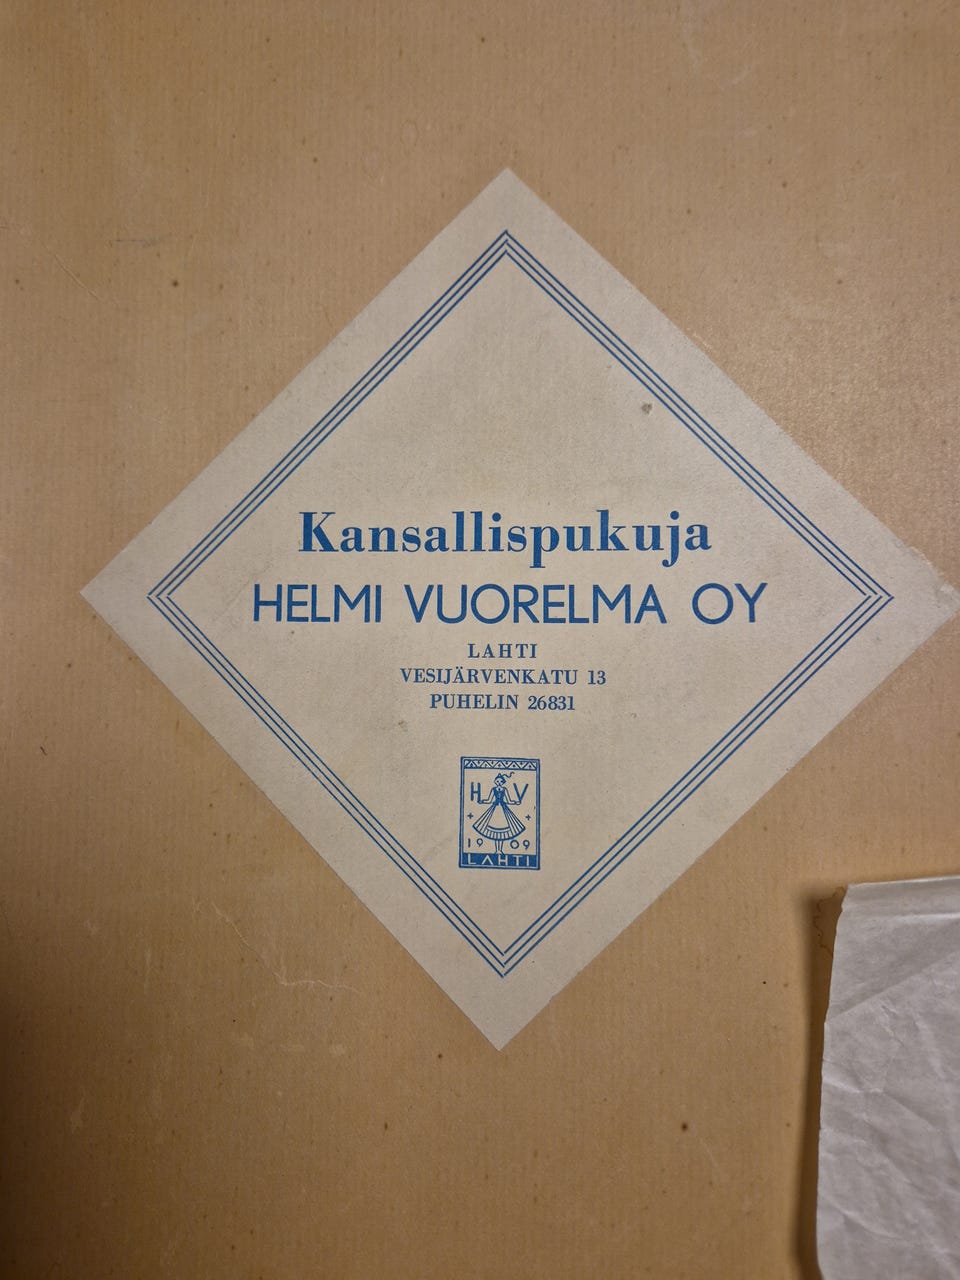 Kansallispukuja
HELMI VUORELMA OY
LAHTI
VESIJÄRVENKATU 13
PUHELIN 26831
H V
19 09
LAHTI